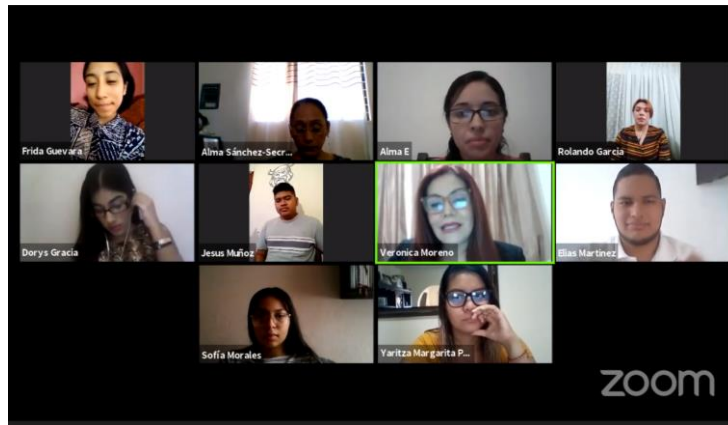 Frida Guevara
Alma Sánchez-Secr...
Alma E
Rolando Garcia
Dorys Gracia
Jesus Muñoz
Veronica Moreno
Elias Martinez
Sofía Morales
Yaritza Margarita P...
zoom